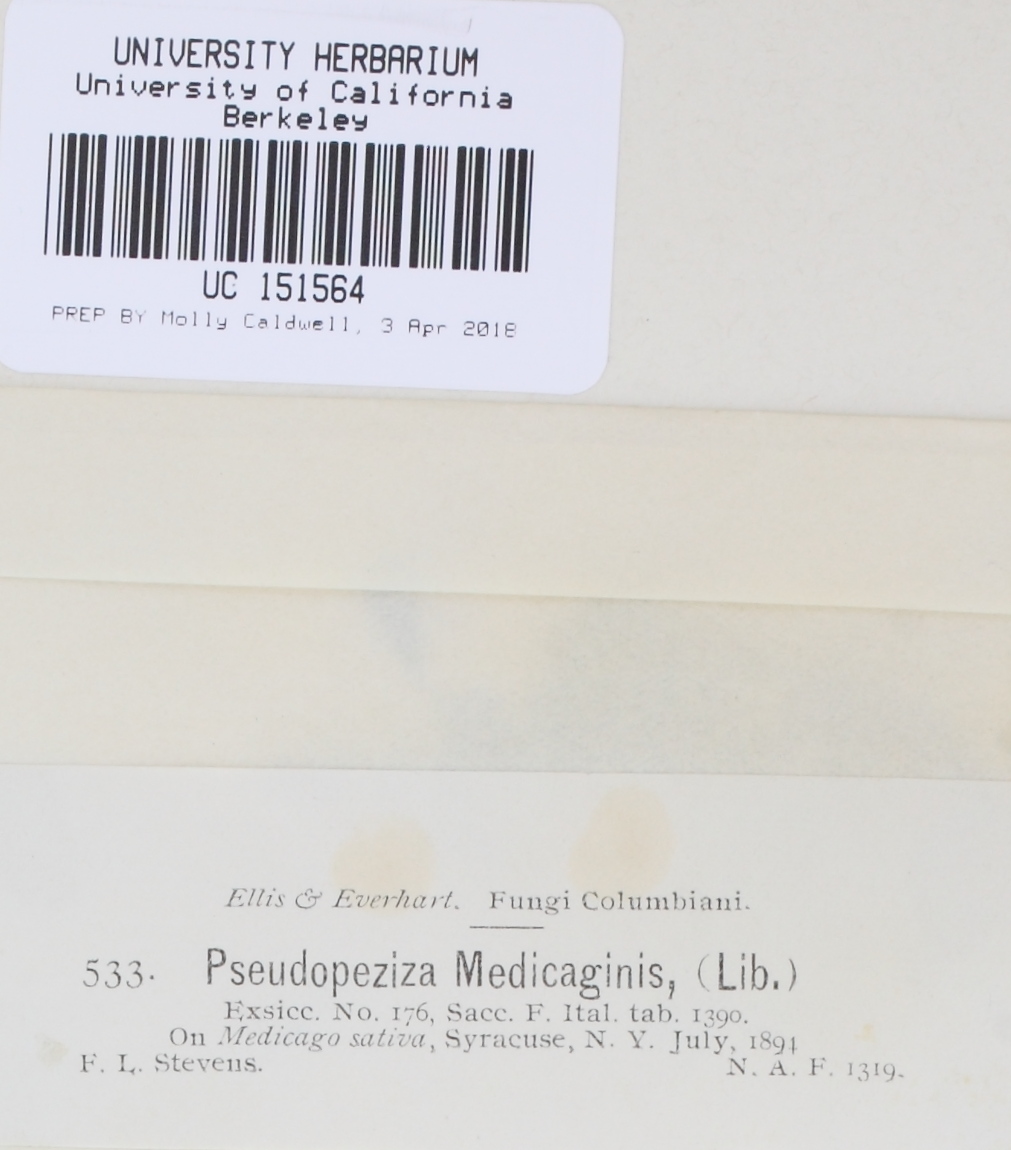 UNIVERSITY HERBARIUM
University of California
Berkeley
UC 151564
PREP BY Molly Caldwell, 3 Apr 2018
Ellis & Everhart. Fungi Columbiani.
533. Pseudopeziza Medicaginis, (Lib.)
Exsicc. No. 176, Sacc. F. Ital. tab. 1390.
On Medicago sativa, Syracuse, N. Y. July, 1894
F. L. Stevens. N. A. F. 1319.